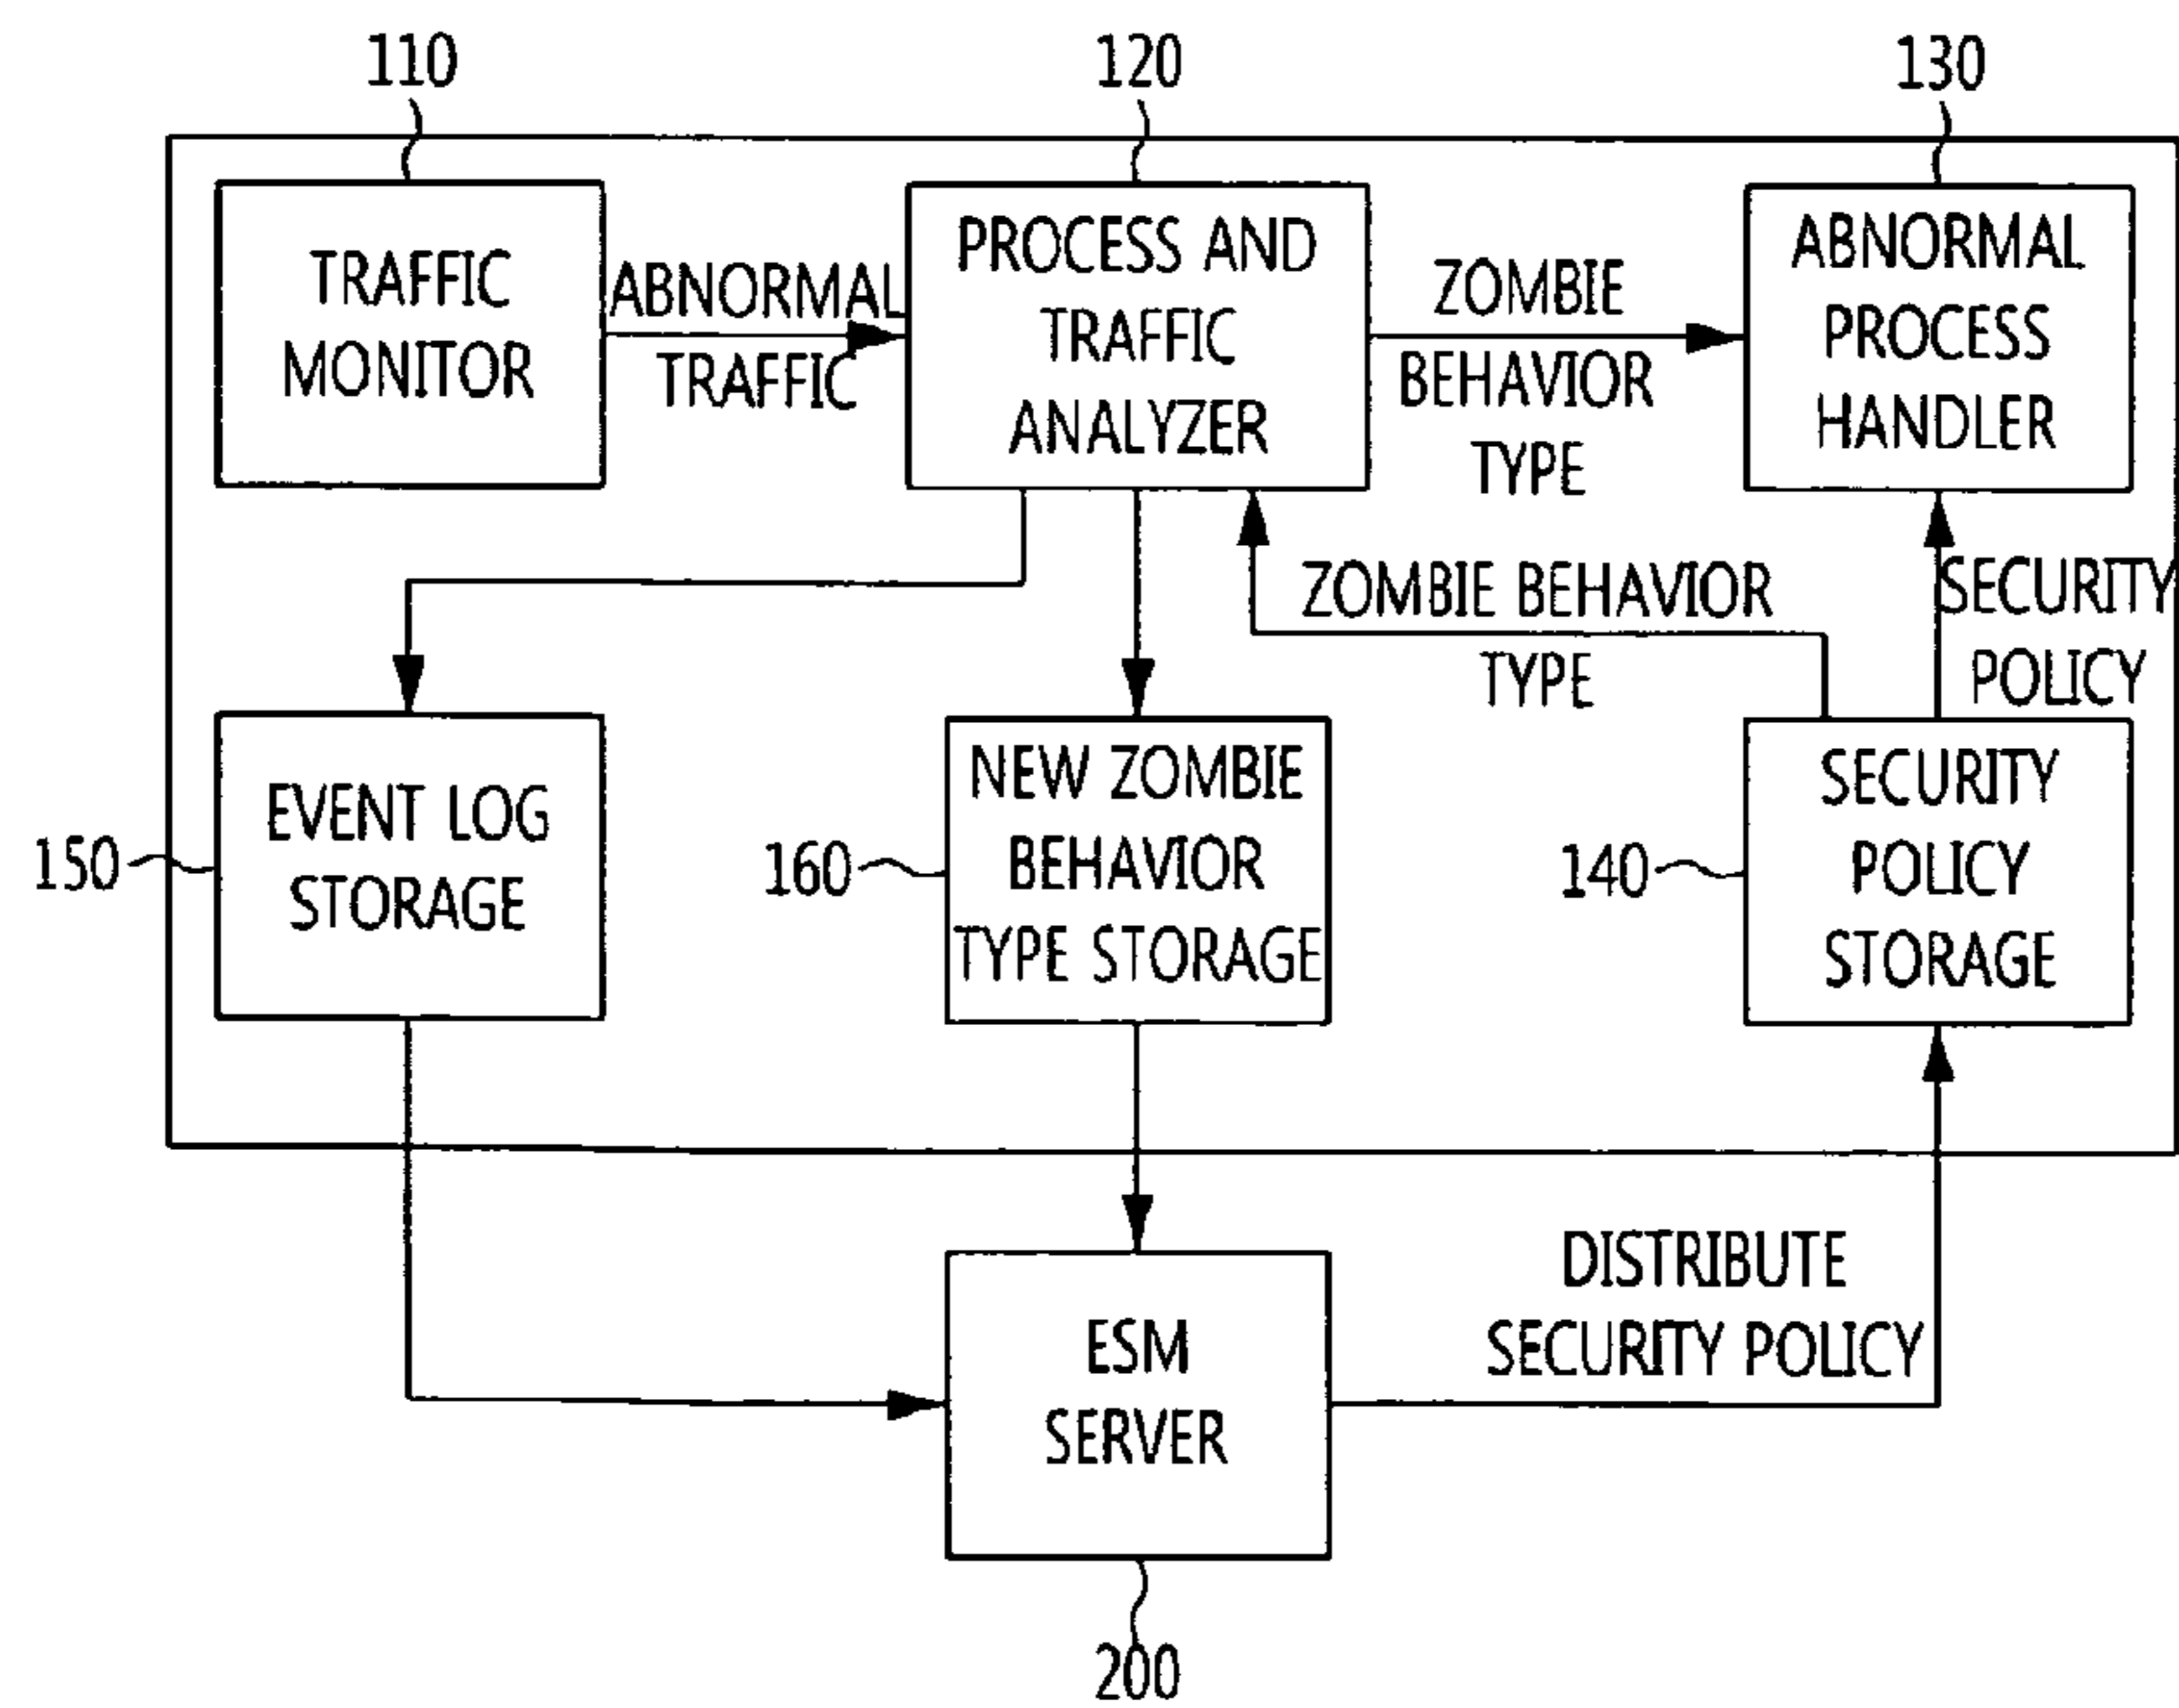 110
120
130
TRAFFIC
MONITOR
ABNORMAL
TRAFFIC
PROCESS AND
TRAFFIC
ANALYZER
ZOMBIE
BEHAVIOR
TYPE
ABNORMAL
PROCESS
HANDLER
ZOMBIE BEHAVIOR
TYPE
SECURITY
POLICY
150
EVENT LOG
STORAGE
160
NEW ZOMBIE
BEHAVIOR
TYPE STORAGE
140
SECURITY
POLICY
STORAGE
ESM
SERVER
DISTRIBUTE
SECURITY POLICY
200